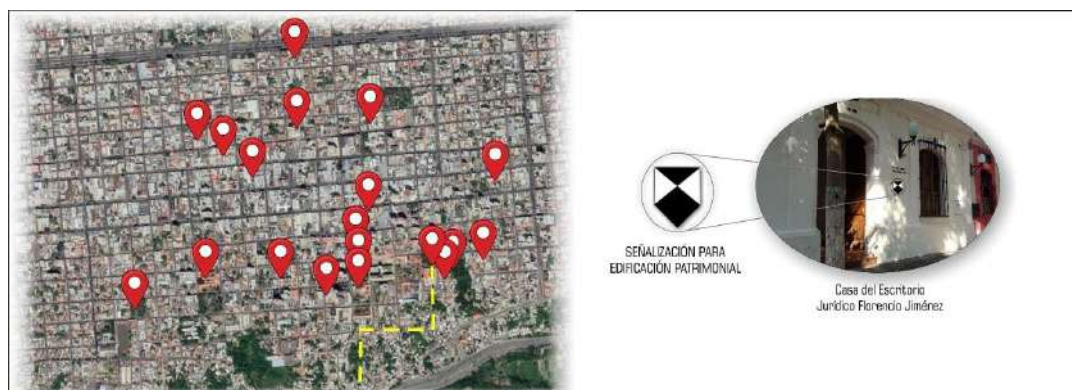 SEÑALIZACIÓN PARA
EDIFICACIÓN PATRIMONIAL
Casa del Escritorio
Jurídico Florencio Jiménez